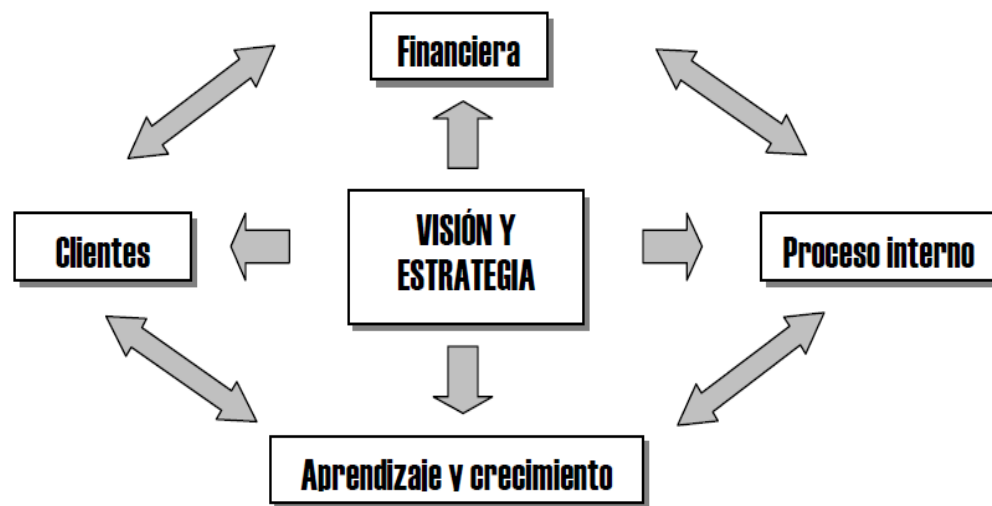 Financiera
Clientes
VISIÓN Y
ESTRATEGIA
Proceso interno
Aprendizaje y crecimiento